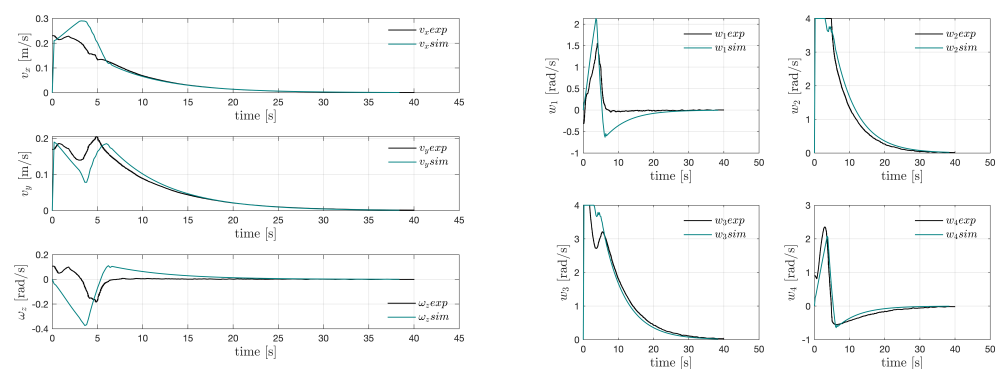 0.3
0.2
0.1
0
v_x [m/s]
v_x exp
v_x sim
0 5 10 15 20 25 30 35 40 45
time [s]
0.2
0.1
0
v_y [m/s]
v_y exp
v_y sim
0 5 10 15 20 25 30 35 40 45
time [s]
0.2
0
-0.2
-0.4
ω_z [rad/s]
ω_z exp
ω_z sim
0 5 10 15 20 25 30 35 40 45
time [s]
2
1.5
1
0.5
0
-0.5
-1
w_1 [rad/s]
w_1 exp
w_1 sim
0 10 20 30 40 50
time [s]
4
3
2
1
0
w_2 [rad/s]
w_2 exp
w_2 sim
0 10 20 30 40 50
time [s]
4
3
2
1
0
w_3 [rad/s]
w_3 exp
w_3 sim
0 10 20 30 40 50
time [s]
3
2
1
0
-1
w_4 [rad/s]
w_4 exp
w_4 sim
0 10 20 30 40 50
time [s]